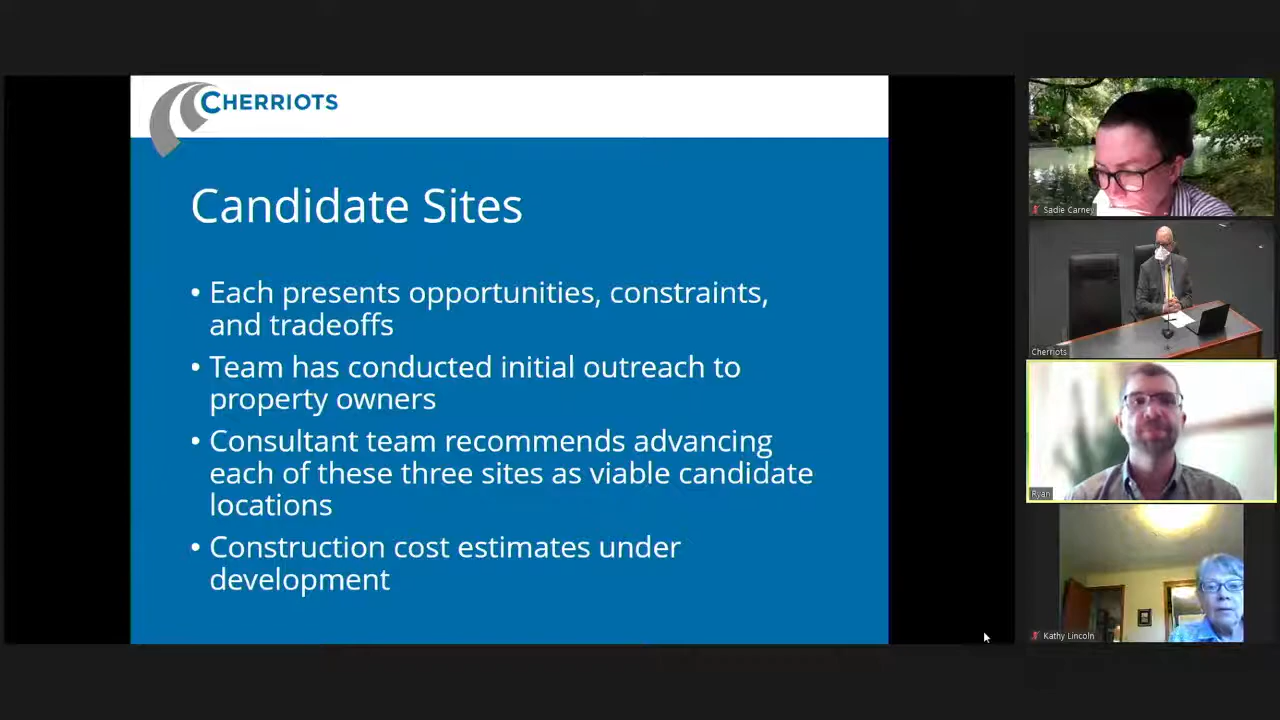 CHERRIOTS
Candidate Sites
• Each presents opportunities, constraints,
and tradeoffs
• Team has conducted initial outreach to
property owners
• Consultant team recommends advancing
each of these three sites as viable candidate
locations
• Construction cost estimates under
development
Sadie Carney
Cherriots
Ryan
Kathy Lincoln